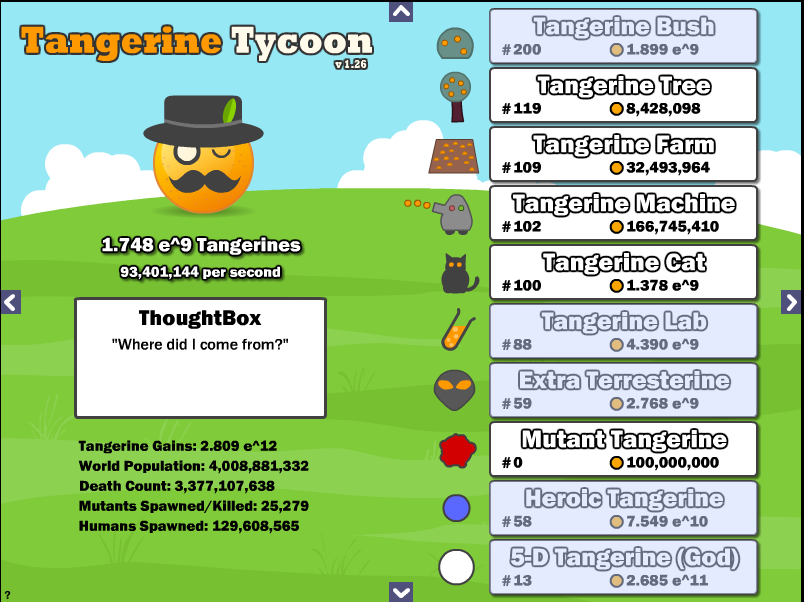 Tangerine Tycoon
v 1.26
1.748 e^9 Tangerines
93,401,144 per second
ThoughtBox
"Where did I come from?"
Tangerine Gains: 2.809 e^12
World Population: 4,008,881,332
Death Count: 3,377,107,638
Mutants Spawned/Killed: 25,279
Humans Spawned: 129,608,565
?
Tangerine Bush
#200 1.899 e^9
Tangerine Tree
#119 8,428,098
Tangerine Farm
#109 32,493,964
Tangerine Machine
#102 166,745,410
Tangerine Cat
#100 1.378 e^9
Tangerine Lab
#88 4.390 e^9
Extra Terresterine
#59 2.768 e^9
Mutant Tangerine
#0 100,000,000
Heroic Tangerine
#58 7.549 e^10
5-D Tangerine (God)
#13 2.685 e^11